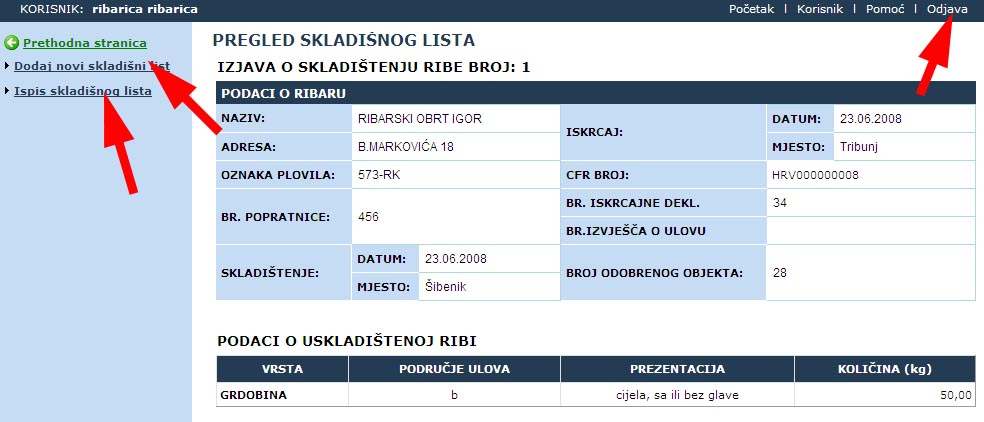 KORISNIK: ribarica ribarica
Početak | Korisnik | Pomoć | Odjava
Prethodna stranica
Dodaj novi skladišni list
Ispis skladišnog lista
PREGLED SKLADIŠNOG LISTA
IZJAVA O SKLADIŠTENJU RIBE BROJ: 1
PODACI O RIBARU
NAZIV: RIBARSKI OBRT IGOR ISKRCAJ: DATUM: 23.06.2008
ADRESA: B.MARKOVIĆA 18 MJESTO: Tribunj
OZNAKA PLOVILA: 573-RK CFR BROJ: HRV000000008
BR. POPRATNICE: 456 BR. ISKRCAJNE DEKL. 34
BR.IZVJEŠČA O ULOVU
SKLADIŠTENJE: DATUM: 23.06.2008 BROJ ODOBRENOG OBJEKTA: 28
MJESTO: Šibenik
PODACI O USKLADIŠTENOJ RIBI
VRSTA PODRUČJE ULOVA PREZENTACIJA KOLIČINA (kg)
GRDOBINA b cijela, sa ili bez glave 50,00